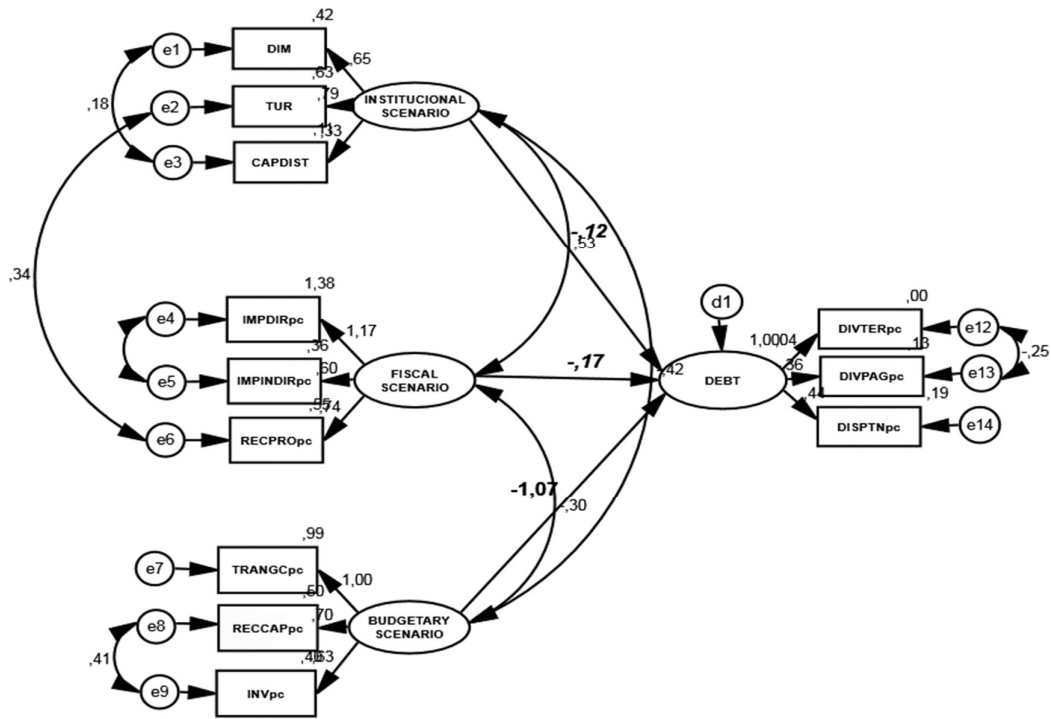 ,42
e1
DIM
,65
,63
,18
e2
TUR
,79
INSTITUCIONAL
SCENARIO
,33
e3
CAPDIST
-,12
,53
,34
1,38
e4
IMPDIRpc
1,17
,36
e5
IMPINDIRpc
,60
FISCAL
SCENARIO
-,17
,74
e6
RECPROpc
d1
,42
DEBT
,00
DIVTERpc
e12
1,00
,04
,13
-,25
,36
DIVPAGpc
e13
,44
,19
DISPTNpc
e14
-1,07
-,30
,99
e7
TRANGCpc
1,00
,50
e8
RECCAPpc
,70
BUDGETARY
SCENARIO
,41
,63
e9
INVpc